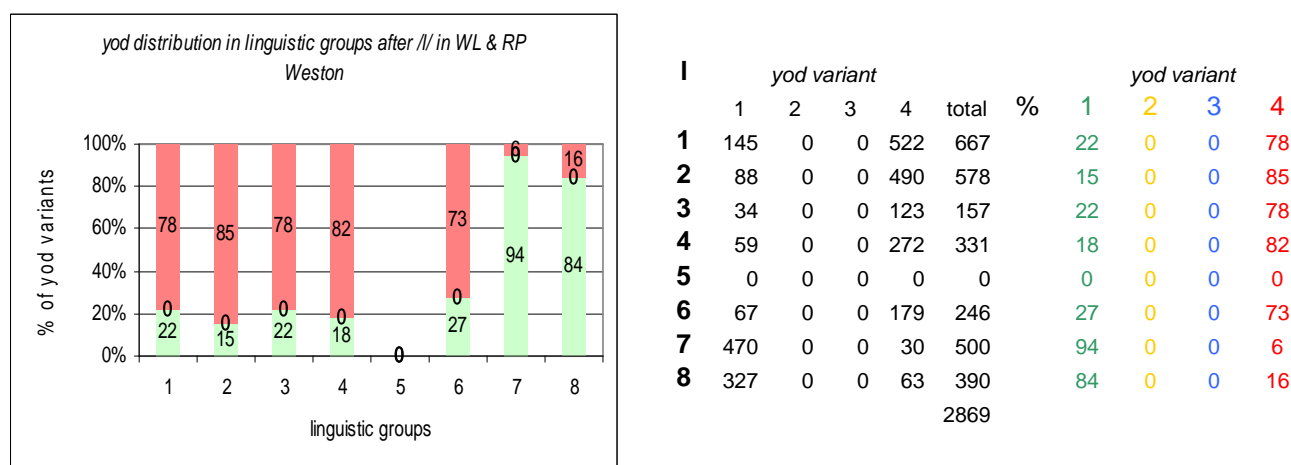 yod distribution in linguistic groups after /l/ in WL & RP
Weston
% of yod variants
100%
80%
60%
40%
20%
0%
78 85 78 82 73 6 16
0 0 0 0 0 0 0 0
22 15 22 18 27 94 84
1 2 3 4 5 6 7 8
linguistic groups
l yod variant yod variant
1 2 3 4 total % 1 2 3 4
1 145 0 0 522 667 22 0 0 78
2 88 0 0 490 578 15 0 0 85
3 34 0 0 123 157 22 0 0 78
4 59 0 0 272 331 18 0 0 82
5 0 0 0 0 0 0 0 0 0
6 67 0 0 179 246 27 0 0 73
7 470 0 0 30 500 94 0 0 6
8 327 0 0 63 390 84 0 0 16
2869